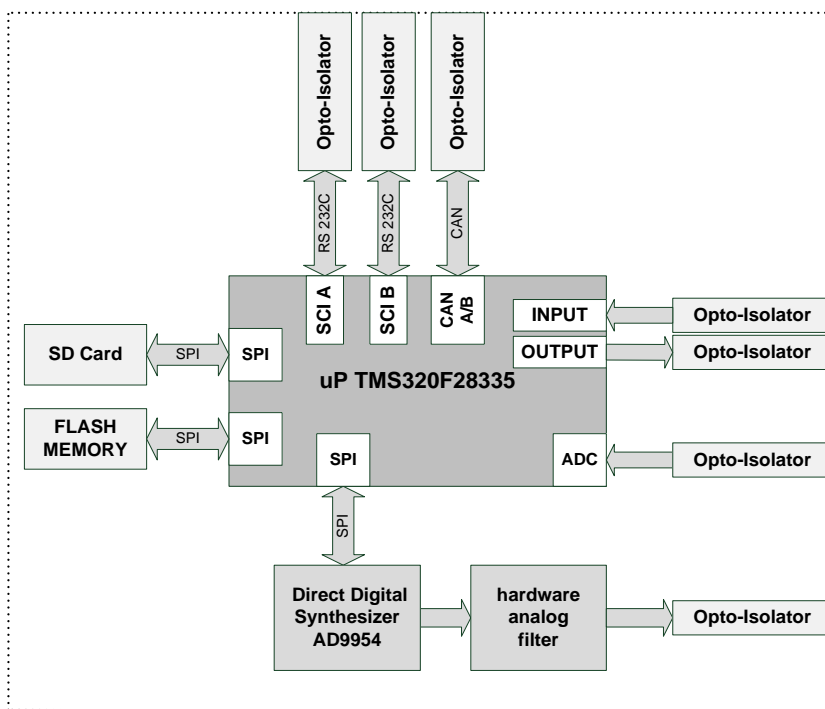 Opto-Isolator
Opto-Isolator
Opto-Isolator
RS 232C
RS 232C
CAN
SCI A
SCI B
CAN
A/B
INPUT
Opto-Isolator
OUTPUT
Opto-Isolator
SD Card
SPI
SPI
uP TMS320F28335
FLASH
MEMORY
SPI
SPI
SPI
ADC
Opto-Isolator
SPI
Direct Digital
Synthesizer
AD9954
hardware
analog
filter
Opto-Isolator